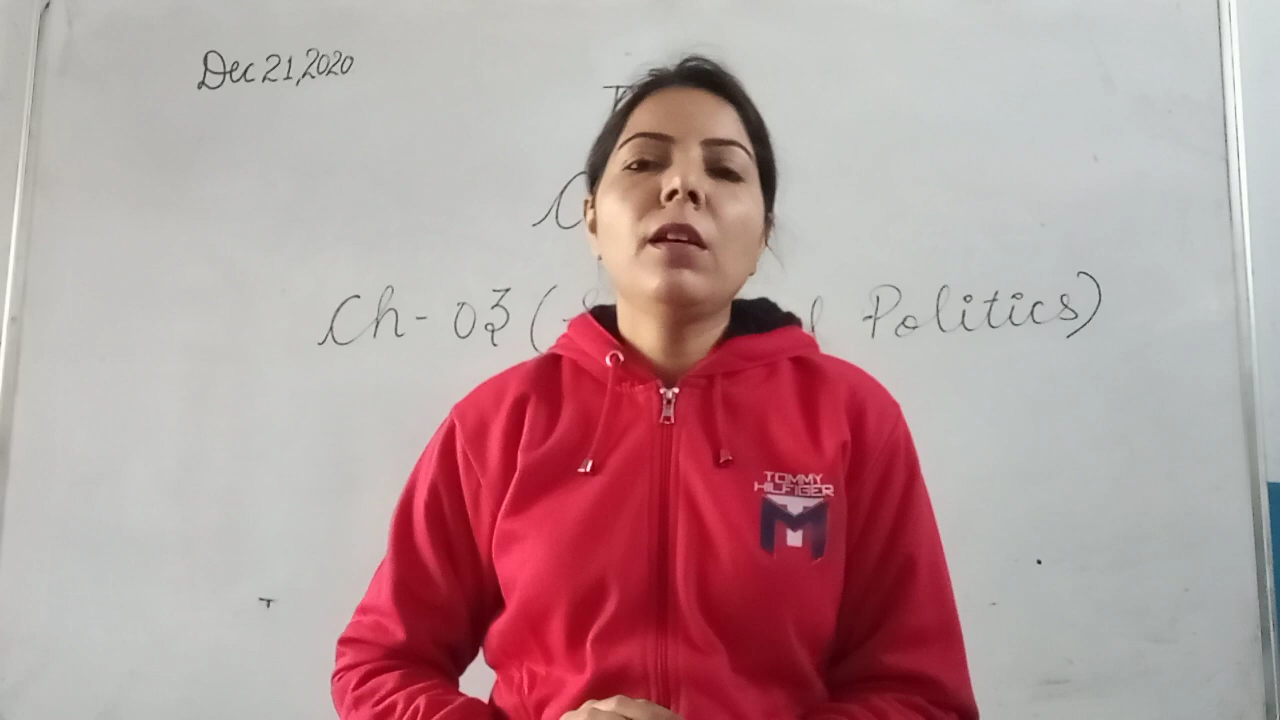 Dec 21, 2020
Ch- 03 ( Politics)
TOMMY
HILFIGER
M